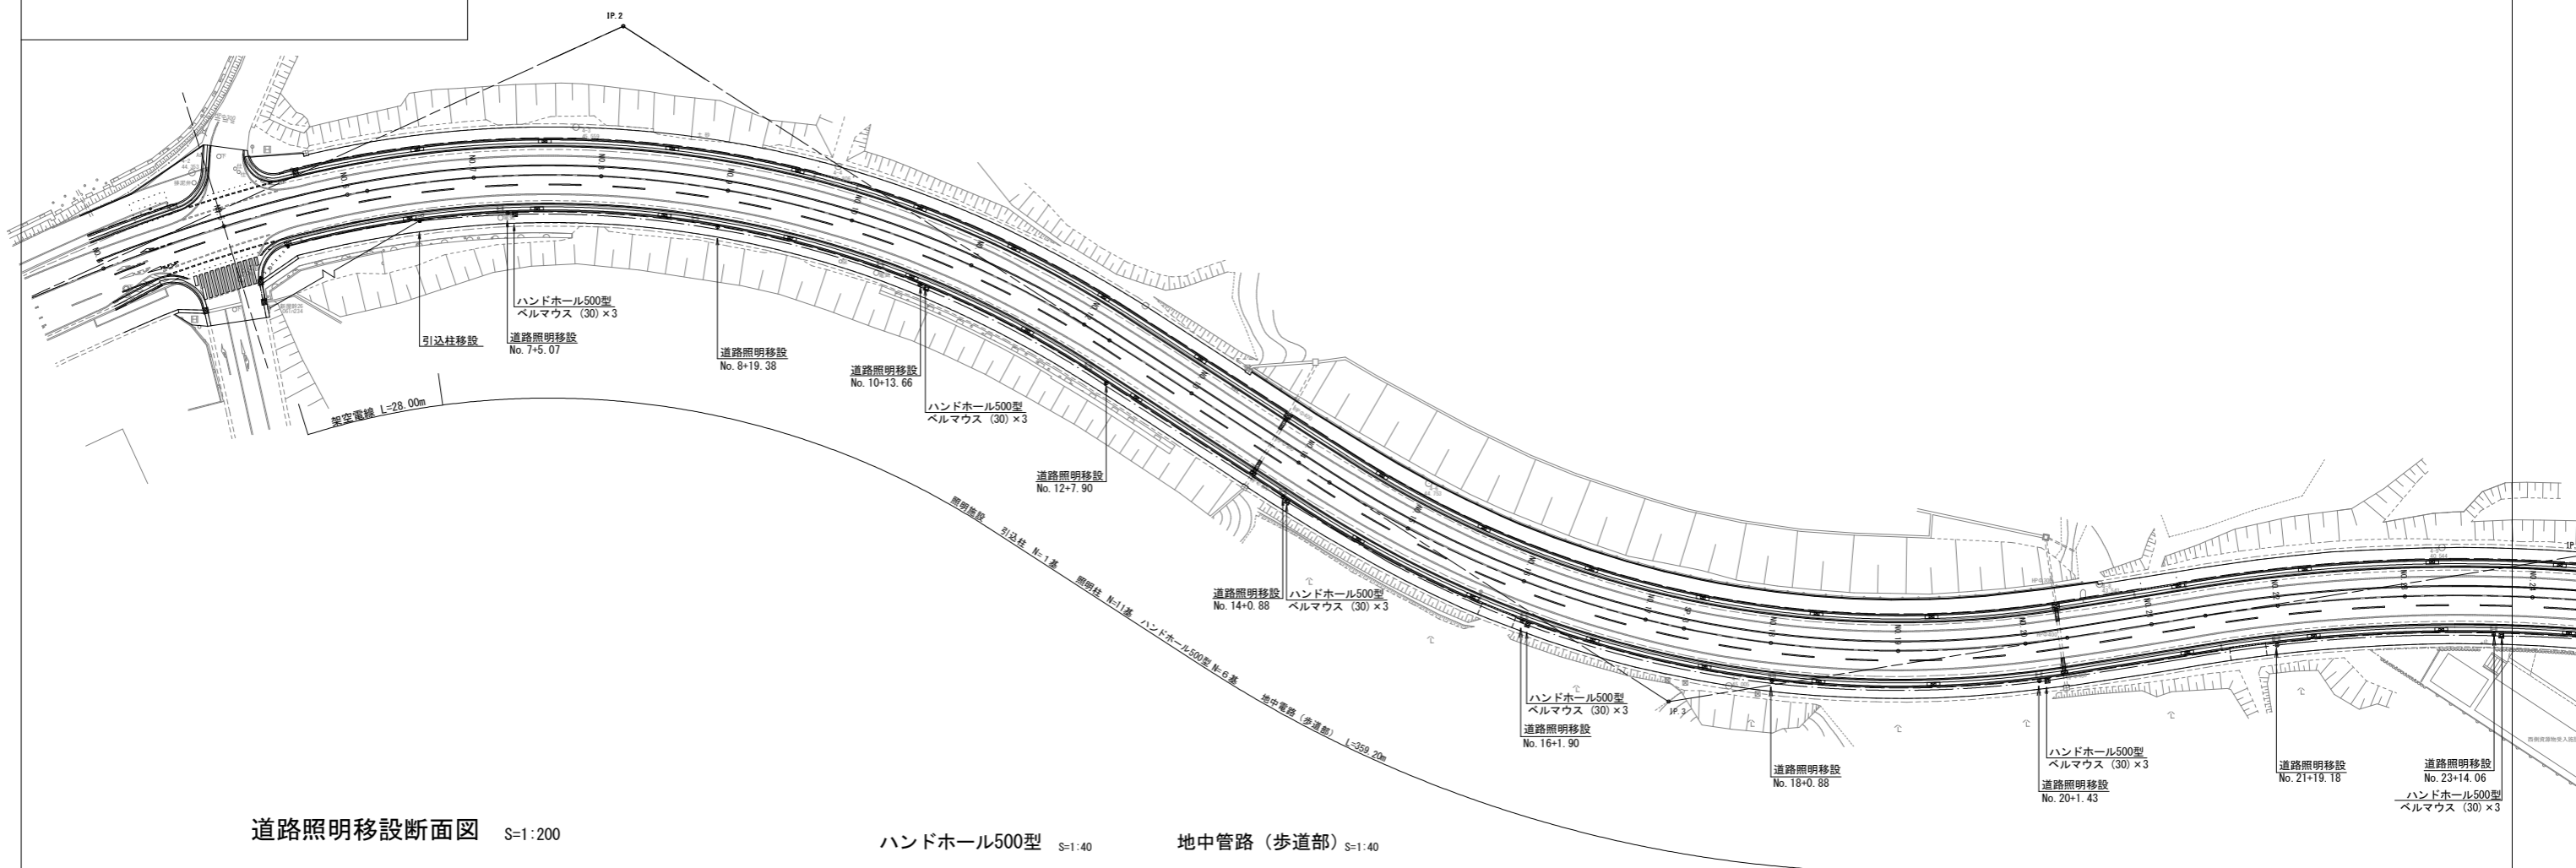 IP.2
ハンドホール500型
ベルマウス (30)×3
引込柱移設
道路照明移設
No.7+5.07
道路照明移設
No.8+19.38
道路照明移設
No.10+13.66
ハンドホール500型
ベルマウス (30)×3
架空電線 L=28.00m
道路照明移設
No.12+7.90
照明施設 引込柱 N=1基 照明柱 N=11基 ハンドホール500型 N=6基 地中電路 (歩道部) L=359.20m
道路照明移設
No.14+0.88
ハンドホール500型
ベルマウス (30)×3
ハンドホール500型
ベルマウス (30)×3
道路照明移設
No.16+1.90
IP.3
道路照明移設
No.18+0.88
ハンドホール500型
ベルマウス (30)×3
道路照明移設
No.20+1.43
道路照明移設
No.21+19.18
道路照明移設
No.23+14.06
ハンドホール500型
ベルマウス (30)×3
道路照明移設断面図 S=1:200
ハンドホール500型 S=1:40
地中管路（歩道部）S=1:40